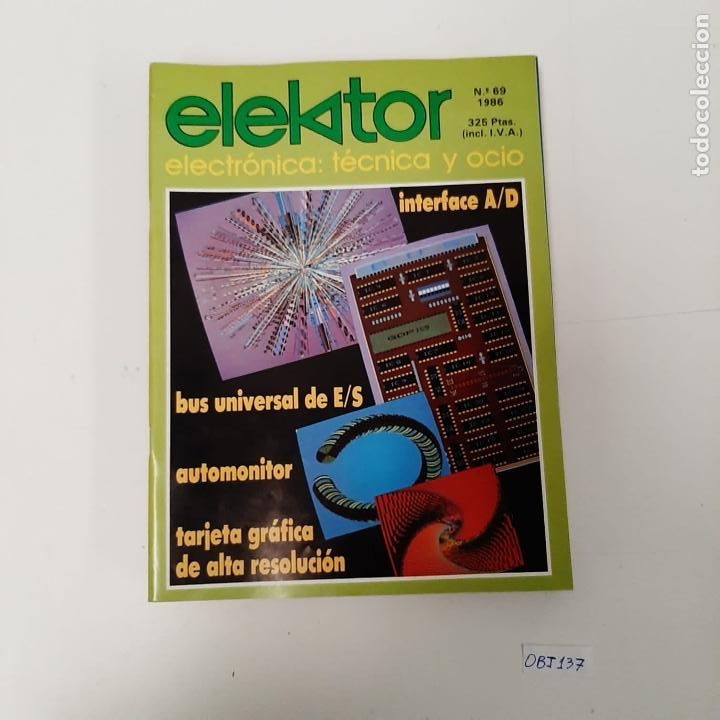 elektor
N.º 69
1986
325 Ptas.
(incl. I.V.A.)
electrónica: técnica y ocio
interface A/D
GDP
bus universal de E/S
automonitor
tarjeta gráfica
de alta resolución
OBJ137
todocoleccion